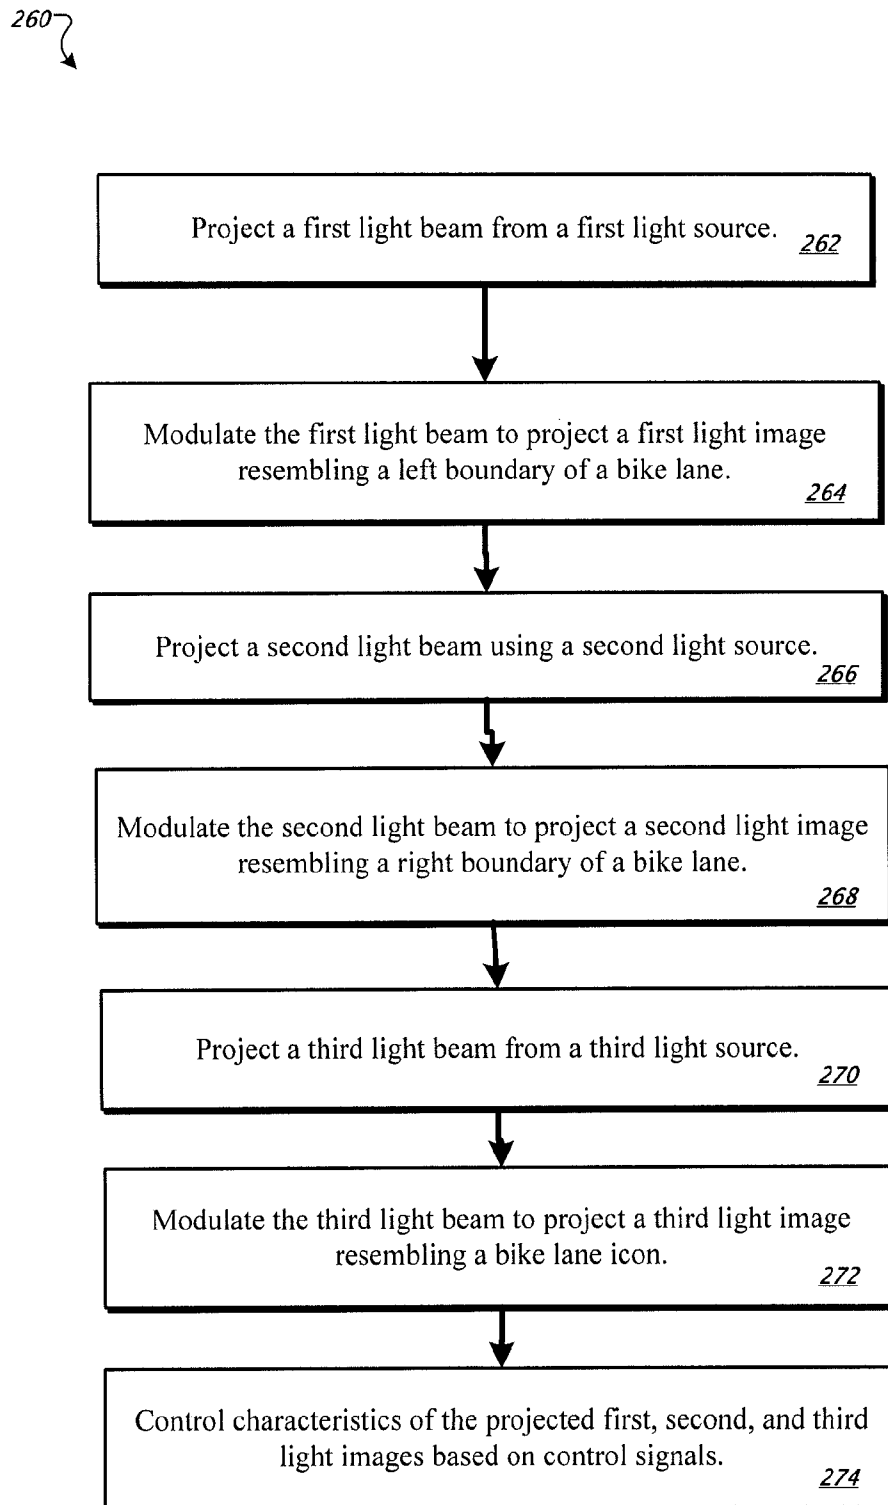 260
Project a first light beam from a first light source.
262
Modulate the first light beam to project a first light image
resembling a left boundary of a bike lane.
264
Project a second light beam using a second light source.
266
Modulate the second light beam to project a second light image
resembling a right boundary of a bike lane.
268
Project a third light beam from a third light source.
270
Modulate the third light beam to project a third light image
resembling a bike lane icon.
272
Control characteristics of the projected first, second, and third
light images based on control signals.
274